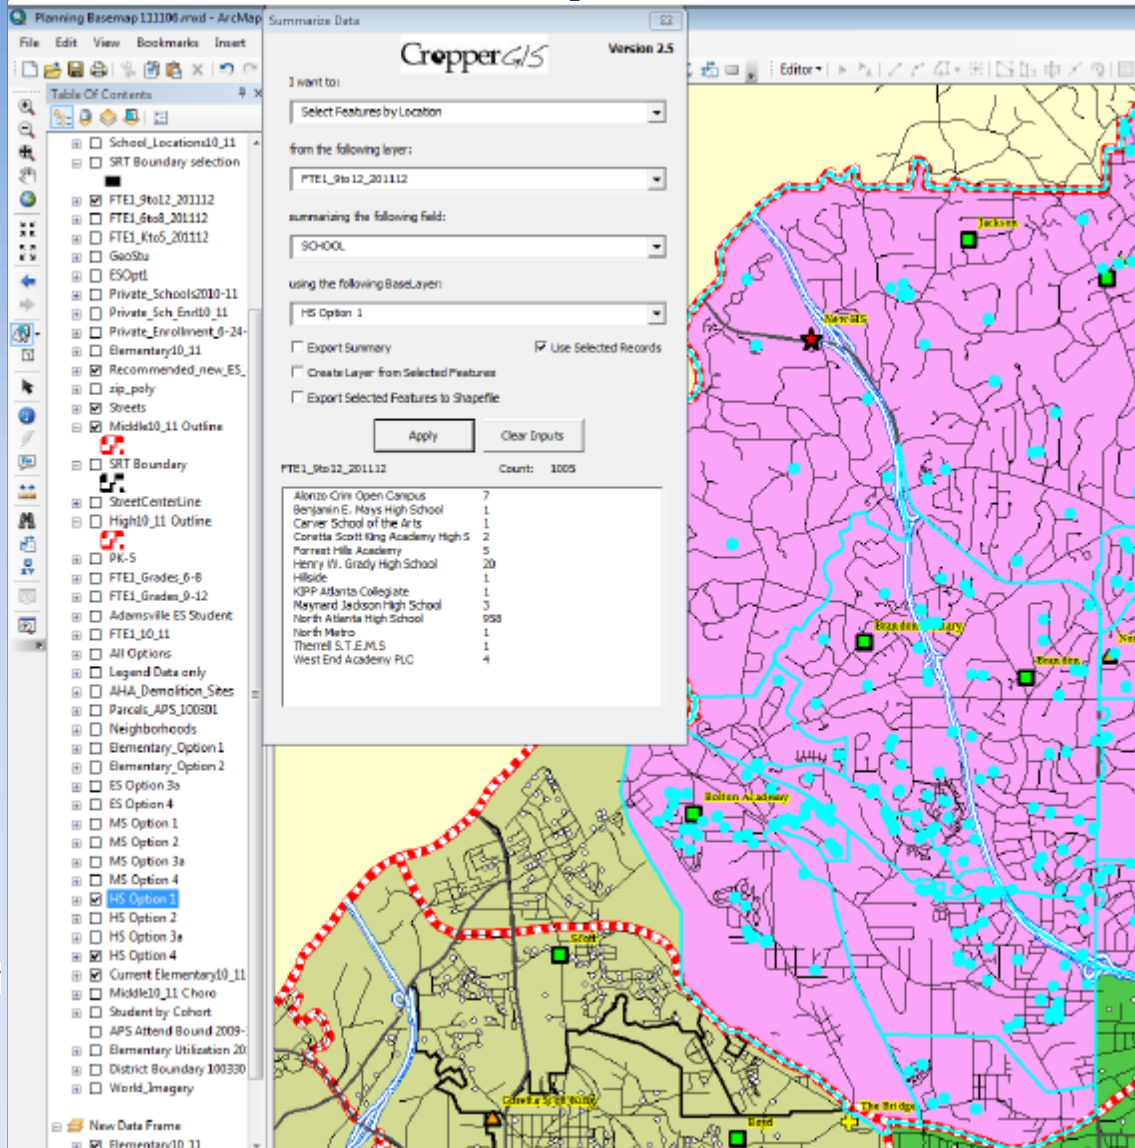 Planning Basemap 111106.mxd - ArcMap
File Edit View Bookmarks Insert
Editor
Table Of Contents
School_Locations10_11
SRT Boundary selection
FTE1_9to12_201112
FTE1_6to8_201112
FTE1_Kto5_201112
GeoStu
ESOpt1
Private_Schools2010-11
Private_Sch_Enrl10_11
Private_Enrollment_6-24-
Elementary10_11
Recommended_new_ES_
zip_poly
Streets
Middle10_11 Outline
SRT Boundary
StreetCenterLine
High10_11 Outline
PK-5
FTE1_Grades_6-8
FTE1_Grades_9-12
Adamsville ES Student
FTE1_10_11
All Options
Legend Data only
AHA_Demolition_Sites
Parcels_APS_100301
Neighborhoods
Elementary_Option1
Elementary_Option 2
ES Option 3a
ES Option 4
MS Option 1
MS Option 2
MS Option 3a
MS Option 4
HS Option 1
HS Option 2
HS Option 3a
HS Option 4
Current Elementary10_11
Middle10_11 Choro
Student by Cohort
APS Attend Bound 2009-
Elementary Utilization 20
District Boundary 100330
World_Imagery
New Data Frame
Elementary10_11
Summarize Data
CropperGIS
Version 2.5
I want to:
Select Features by Location
from the following layer:
FTE1_9to12_201112
summarizing the following field:
SCHOOL
using the following BaseLayer:
HS Option 1
Export Summary
Use Selected Records
Create Layer from Selected Features
Export Selected Features to Shapefile
Apply
Clear Inputs
FTE1_9to12_201112 Count: 1005
Alonzo Crim Open Campus 7
Benjamin E. Mays High School 1
Carver School of the Arts 1
Coretta Scott King Academy High S 2
Forrest Hills Academy 5
Henry W. Grady High School 20
Hillside 1
KIPP Atlanta Collegiate 1
Maynard Jackson High School 3
North Atlanta High School 958
North Metro 1
Therrell S.T.E.M.S 1
West End Academy PLC 4
Jackson
New HS
Brandon
Bolton Academy
Scott
The Bridge
Boyd